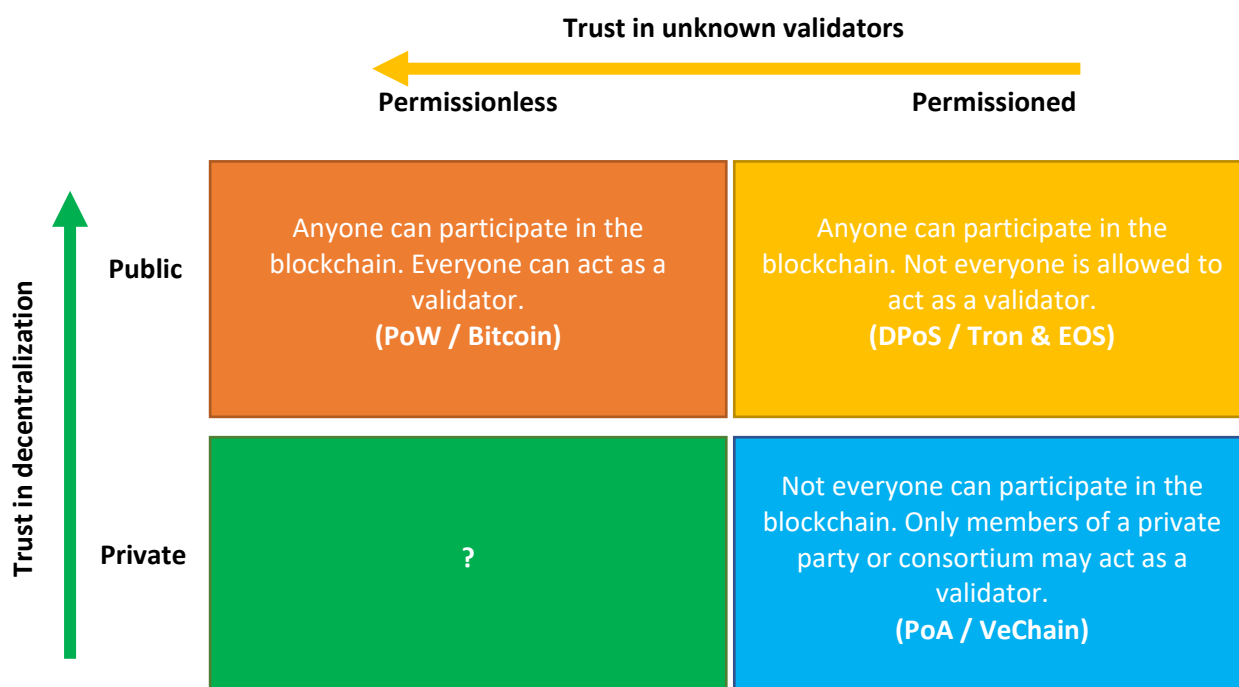 Trust in unknown validators
Permissionless
Permissioned
Trust in decentralization
Public
Anyone can participate in the
blockchain. Everyone can act as a
validator.
(PoW / Bitcoin)
Anyone can participate in the
blockchain. Not everyone is allowed to
act as a validator.
(DPoS / Tron & EOS)
Private
?
Not everyone can participate in the
blockchain. Only members of a private
party or consortium may act as a
validator.
(PoA / VeChain)